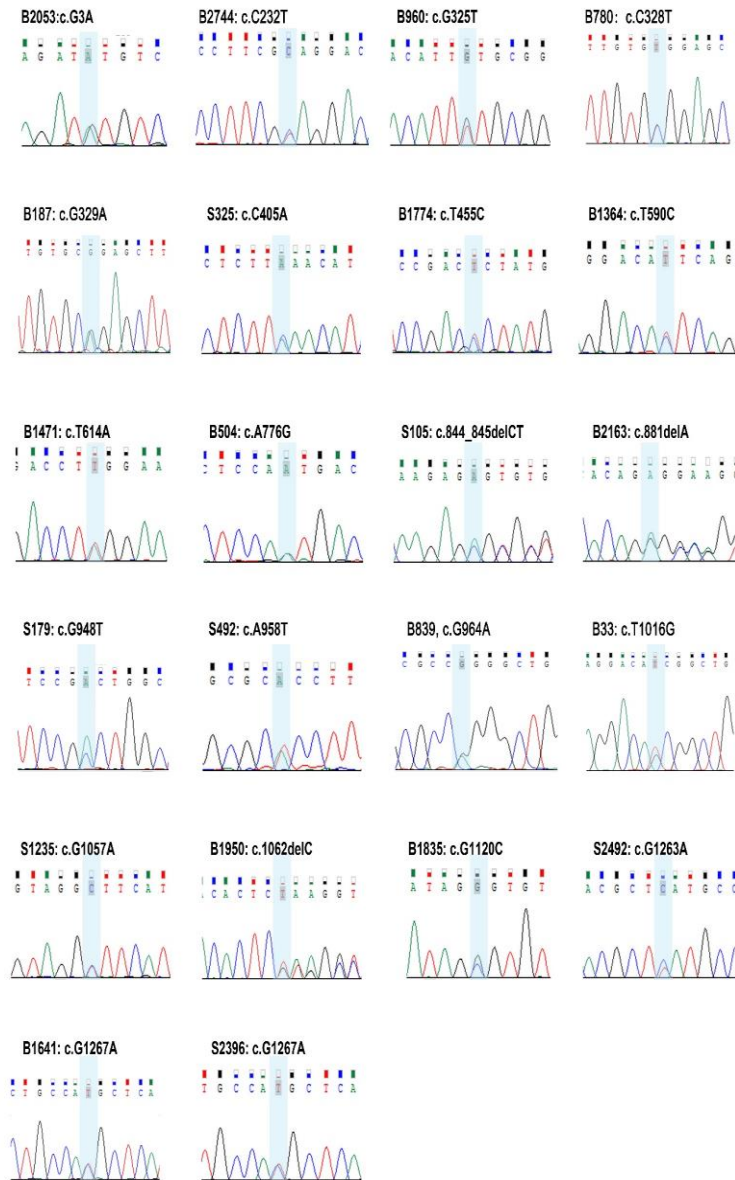 B2053: c.G3A B2744: c.C232T B960: c.G325T B780: c.C328T
A G A T A T G T C C C T T C G C A G G A C A C A T T G T G C G G T T G T G T G G A G C
B187: c.G329A S325: c.C405A B1774: c.T455C B1364: c.T590C
T G T G C G G A G C T T C T C T T A A A C A T C C G A C T C T A T G G G A C A T T C A G
B1471: c.T614A B504: c.A776G S105: c.844_845delCT B2163: c.881delA
G A C C T T G G A A C T C C A A T G A C A A G A G A G T G T G A C A G A G G A A G G
S179: c.G948T S492: c.A958T B839, c.G964A B33: c.T1016G
T C C G A C T G G C G C G C A C C T T C G C C G G G G C T G A G G A C A C G G C T G
S1235: c.G1057A B1950: c.1062delC B1835: c.G1120C S2492: c.G1263A
G T A G G C T T C A T C A C T C T A A G G T A T A G G G T G T A C G C T C A T G C C
B1641: c.G1267A S2396: c.G1267A
C T G C C A T G C T C A T G C C A T G C T C A